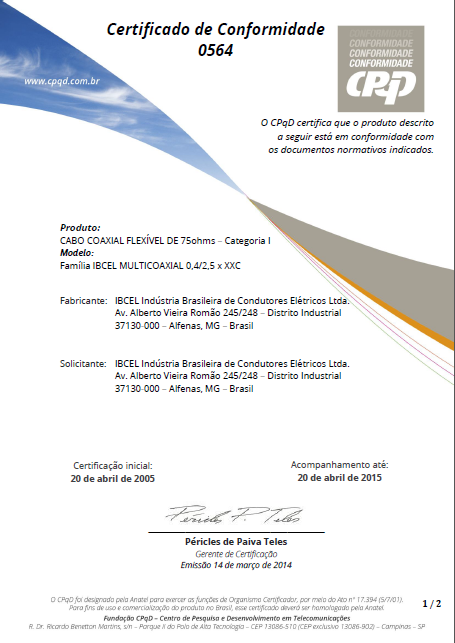 Certificado de Conformidade
0564
CONFORMIDADE
CONFORMIDADE
CONFORMIDADE
CONFORMIDADE
CPqD
www.cpqd.com.br
O CPqD certifica que o produto descrito
a seguir está em conformidade com
os documentos normativos indicados.
Produto:
CABO COAXIAL FLEXÍVEL DE 75ohms – Categoria I
Modelo:
Família IBCEL MULTICOAXIAL 0,4/2,5 x XXC
Fabricante: IBCEL Indústria Brasileira de Condutores Elétricos Ltda.
Av. Alberto Vieira Romão 245/248 – Distrito Industrial
37130-000 – Alfenas, MG – Brasil
Solicitante: IBCEL Indústria Brasileira de Condutores Elétricos Ltda.
Av. Alberto Vieira Romão 245/248 – Distrito Industrial
37130-000 – Alfenas, MG – Brasil
Certificação inicial:
20 de abril de 2005
Acompanhamento até:
20 de abril de 2015
Péricles P. Teles
Péricles de Paiva Teles
Gerente de Certificação
Emissão 14 de março de 2014
O CPqD foi designado pela Anatel para exercer as funções de Organismo Certificador, por meio do Ato nº 17.394 (5/7/01).
Para fins de uso e comercialização do produto no Brasil, esse certificado deverá ser homologado pela Anatel.
1 / 2
Fundação CPqD – Centro de Pesquisa e Desenvolvimento em Telecomunicações
R. Dr. Ricardo Benetton Martins, s/n – Parque II do Polo de Alta Tecnologia – CEP 13086-510 (CEP exclusivo 13086-902) – Campinas – SP